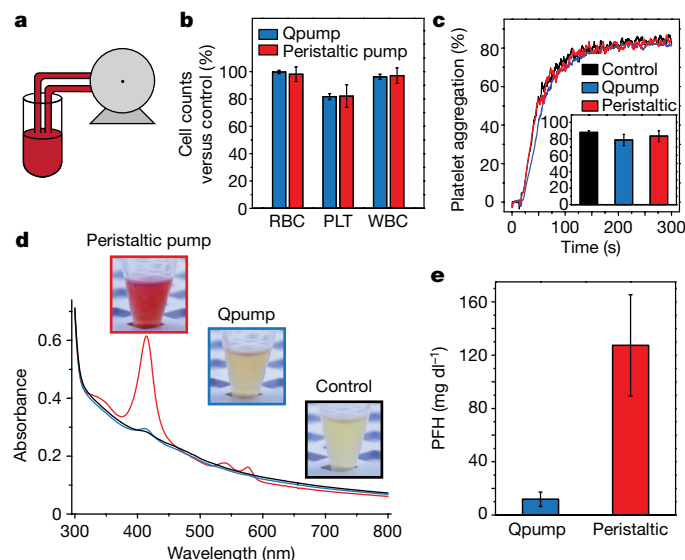 a
b
Qpump
Peristaltic pump
Cell counts
versus control (%)
100
80
60
40
20
0
RBC PLT WBC
c
Platelet aggregation (%)
80
60
40
20
0
Control
Qpump
Peristaltic
100
80
60
40
20
0
0 100 200 300
Time (s)
d
Peristaltic pump
Qpump
Control
Absorbance
0.6
0.4
0.2
0
300 400 500 600 700 800
Wavelength (nm)
e
PFH (mg dl⁻¹)
160
120
80
40
0
Qpump Peristaltic